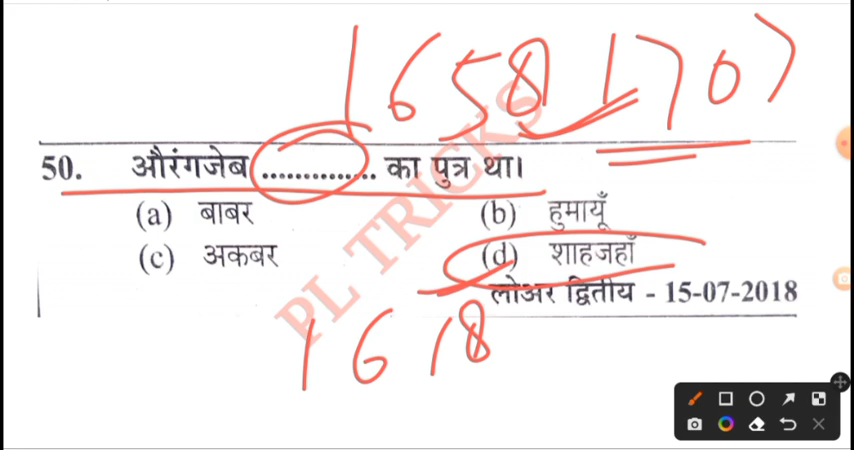 1658 1707
50. औरंगजेब .............. का पुत्र था।
(a) बाबर (b) हुमायूँ
(c) अकबर (d) शाहजहाँ
लोअर द्वितीय - 15-07-2018
PL TRICKS
1618